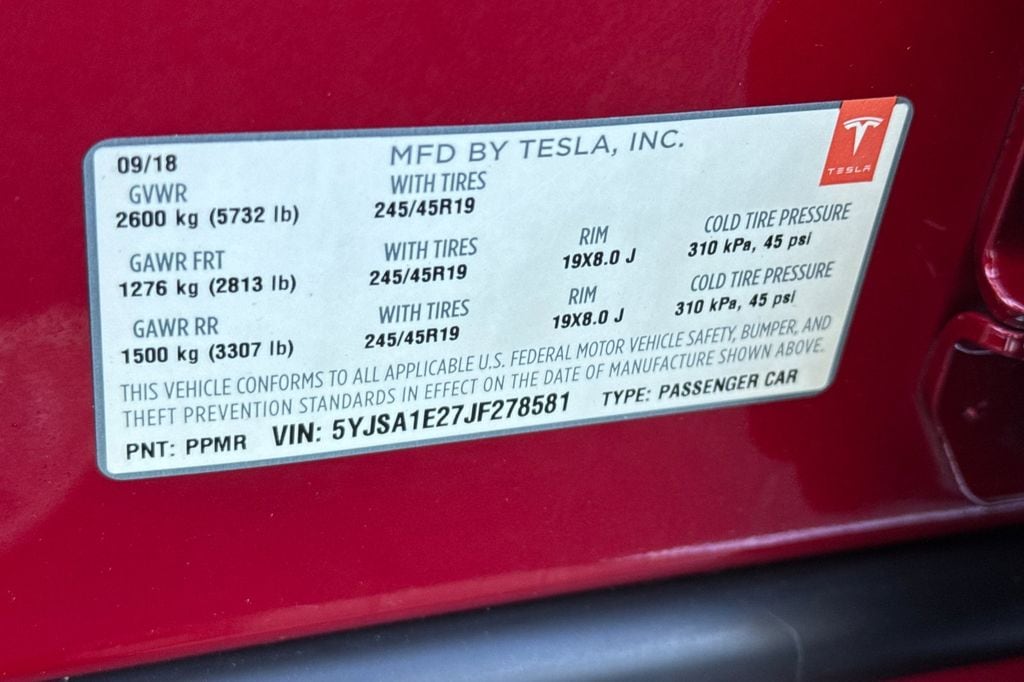 09/18 MFD BY TESLA, INC.
TESLA
GVWR WITH TIRES
2600 kg (5732 lb) 245/45R19
GAWR FRT WITH TIRES RIM COLD TIRE PRESSURE
1276 kg (2813 lb) 245/45R19 19X8.0 J 310 kPa, 45 psi
GAWR RR WITH TIRES RIM COLD TIRE PRESSURE
1500 kg (3307 lb) 245/45R19 19X8.0 J 310 kPa, 45 psi
THIS VEHICLE CONFORMS TO ALL APPLICABLE U.S. FEDERAL MOTOR VEHICLE SAFETY, BUMPER, AND
THEFT PREVENTION STANDARDS IN EFFECT ON THE DATE OF MANUFACTURE SHOWN ABOVE.
PNT: PPMR VIN: 5YJSA1E27JF278581 TYPE: PASSENGER CAR